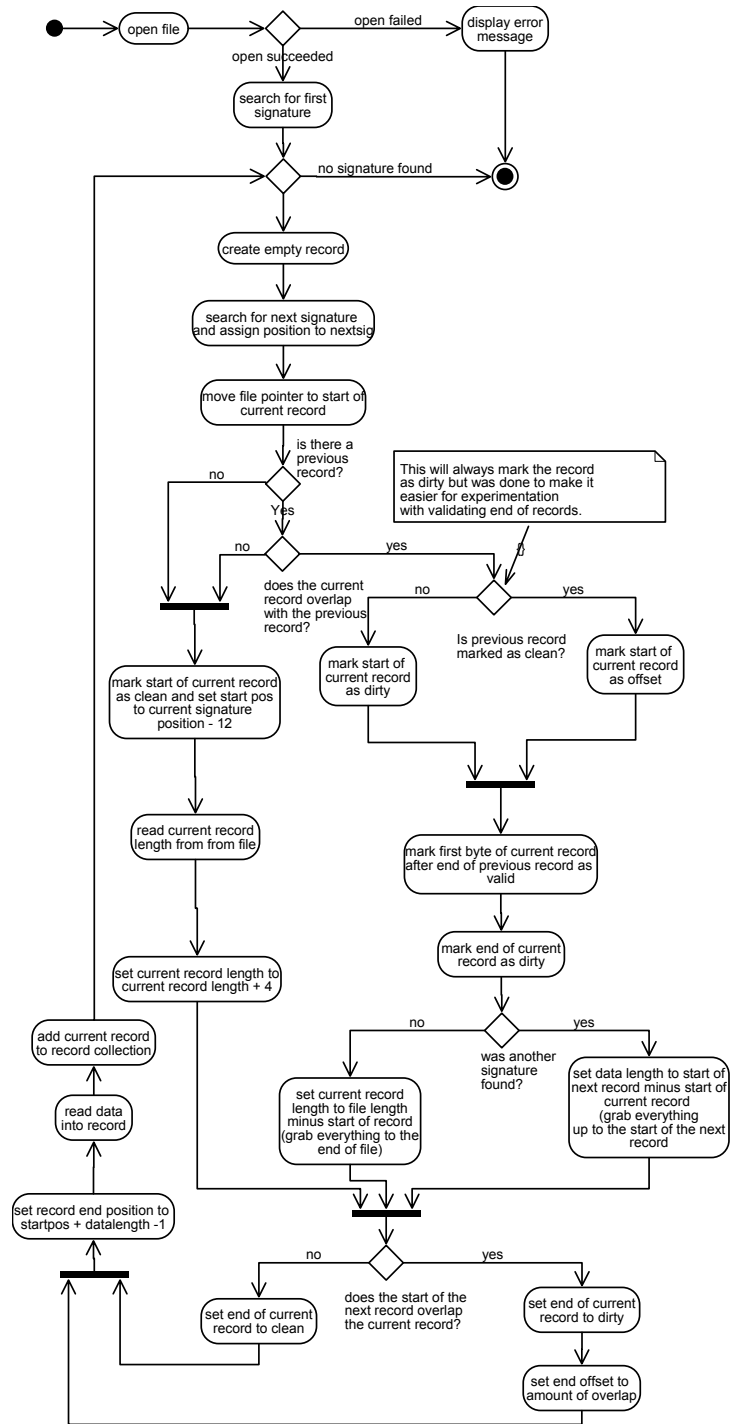 open file
open failed
display error
message
open succeeded
search for first
signature
no signature found
create empty record
search for next signature
and assign position to nextsig
move file pointer to start of
current record
is there a
previous
record?
no
Yes
This will always mark the record
as dirty but was done to make it
easier for experimentation
with validating end of records.
{}
no
yes
does the current
record overlap
with the previous
record?
no
yes
Is previous record
marked as clean?
mark start of
current record
as dirty
mark start of
current record
as offset
mark start of current record
as clean and set start pos
to current signature
position - 12
read current record
length from from file
mark first byte of current record
after end of previous record as
valid
mark end of current
record as dirty
set current record length to
current record length + 4
no
yes
was another
signature
found?
add current record
to record collection
set current record
length to file length
minus start of record
(grab everything to the
end of file)
set data length to start of
next record minus start of
current record
(grab everything
up to the start of the next
record
read data
into record
set record end position to
startpos + datalength -1
no
yes
does the start of the
next record overlap
the current record?
set end of current
record to clean
set end of current
record to dirty
set end offset to
amount of overlap